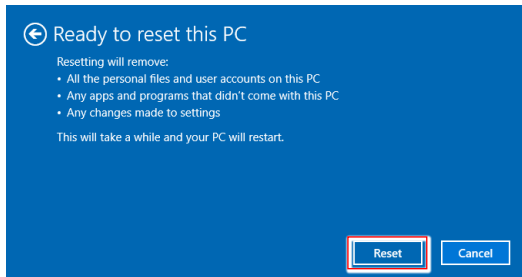 Ready to reset this PC
Resetting will remove:
• All the personal files and user accounts on this PC
• Any apps and programs that didn't come with this PC
• Any changes made to settings
This will take a while and your PC will restart.
Reset
Cancel